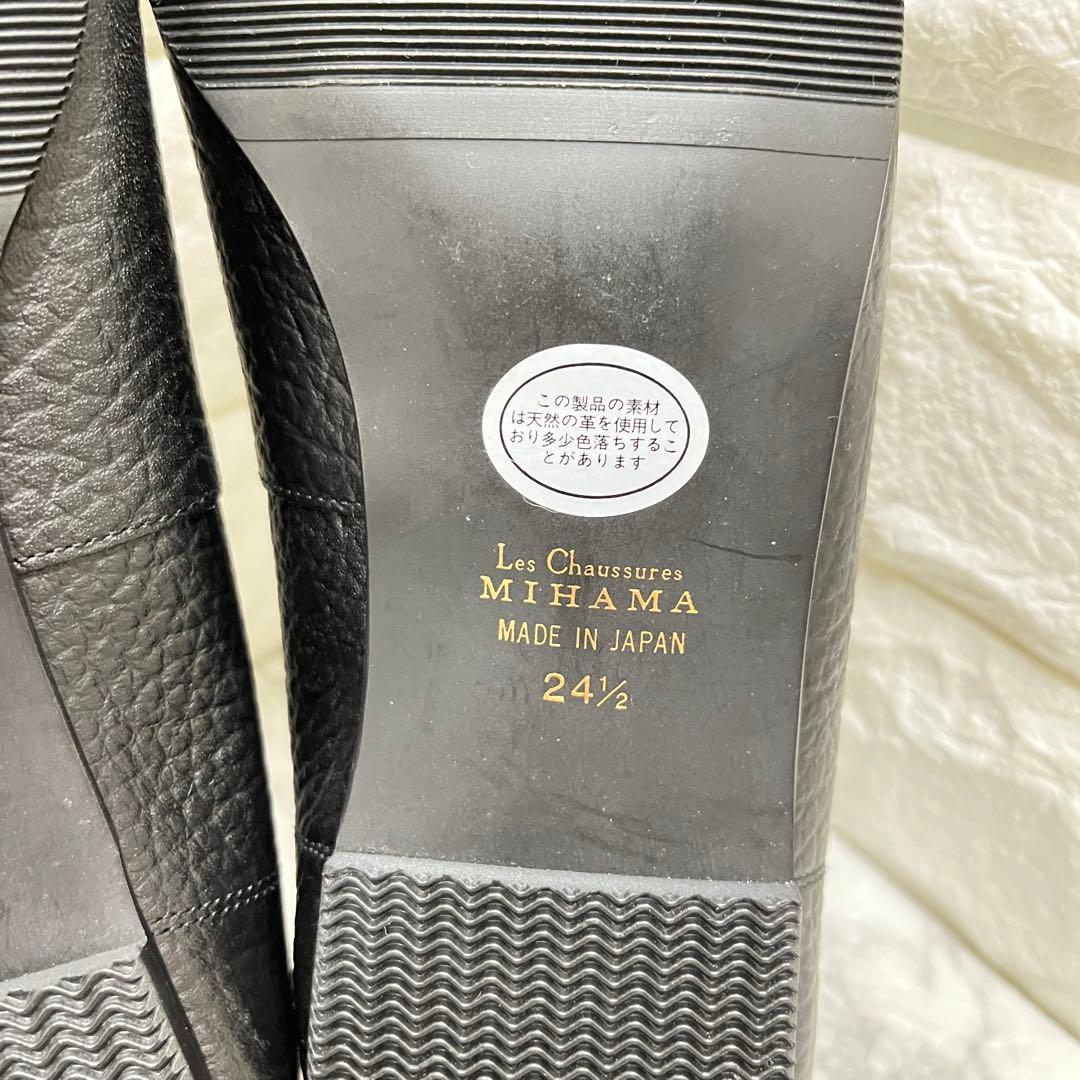 この製品の素材
は天然の革を使用して
おり多少色落ちするこ
とがあります
Les Chaussures
MIHAMA
MADE IN JAPAN
24½